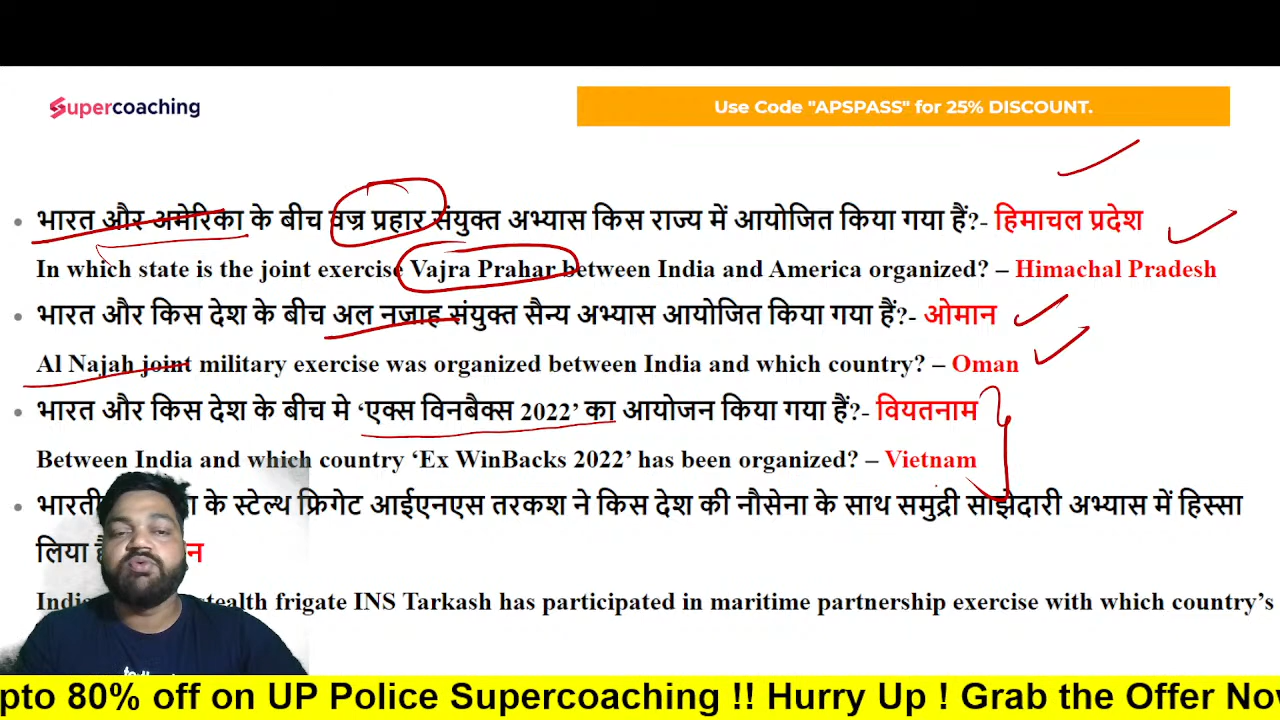 Supercoaching
Use Code "APSPASS" for 25% DISCOUNT.
भारत और अमेरिका के बीच वज्र प्रहार संयुक्त अभ्यास किस राज्य में आयोजित किया गया हैं?- हिमाचल प्रदेश
In which state is the joint exercise Vajra Prahar between India and America organized? – Himachal Pradesh
भारत और किस देश के बीच अल नजाह संयुक्त सैन्य अभ्यास आयोजित किया गया हैं?- ओमान
Al Najah joint military exercise was organized between India and which country? – Oman
भारत और किस देश के बीच मे ‘एक्स विनबैक्स 2022’ का आयोजन किया गया हैं?- वियतनाम
Between India and which country ‘Ex WinBacks 2022’ has been organized? – Vietnam
के स्टेल्थ फ्रिगेट आईएनएस तरकश ने किस देश की नौसेना के साथ समुद्री साझेदारी अभ्यास में हिस्सा
लिया
frigate INS Tarkash has participated in maritime partnership exercise with which country’s
pto 80% off on UP Police Supercoaching !! Hurry Up ! Grab the Offer Now